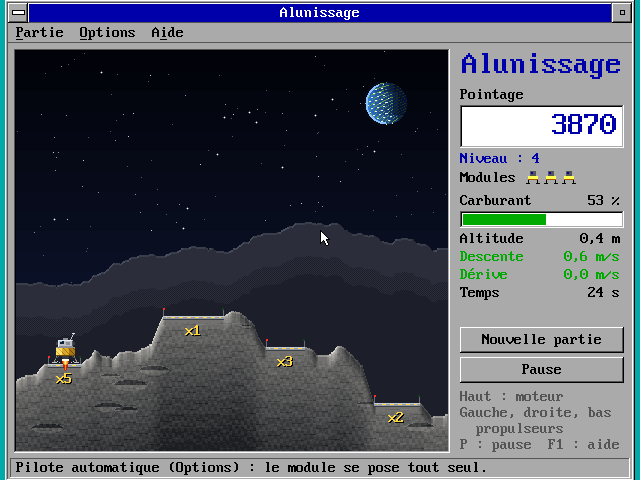 Alunissage
Partie Options Aide
Alunissage
Pointage
3870
Niveau : 4
Modules
Carburant 53 %
Altitude 0,4 m
Descente 0,6 m/s
Dérive 0,0 m/s
Temps 24 s
x1
x3
x5
x2
Nouvelle partie
Pause
Haut : moteur
Gauche, droite, bas
propulseurs
P : pause F1 : aide
Pilote automatique (Options) : le module se pose tout seul.